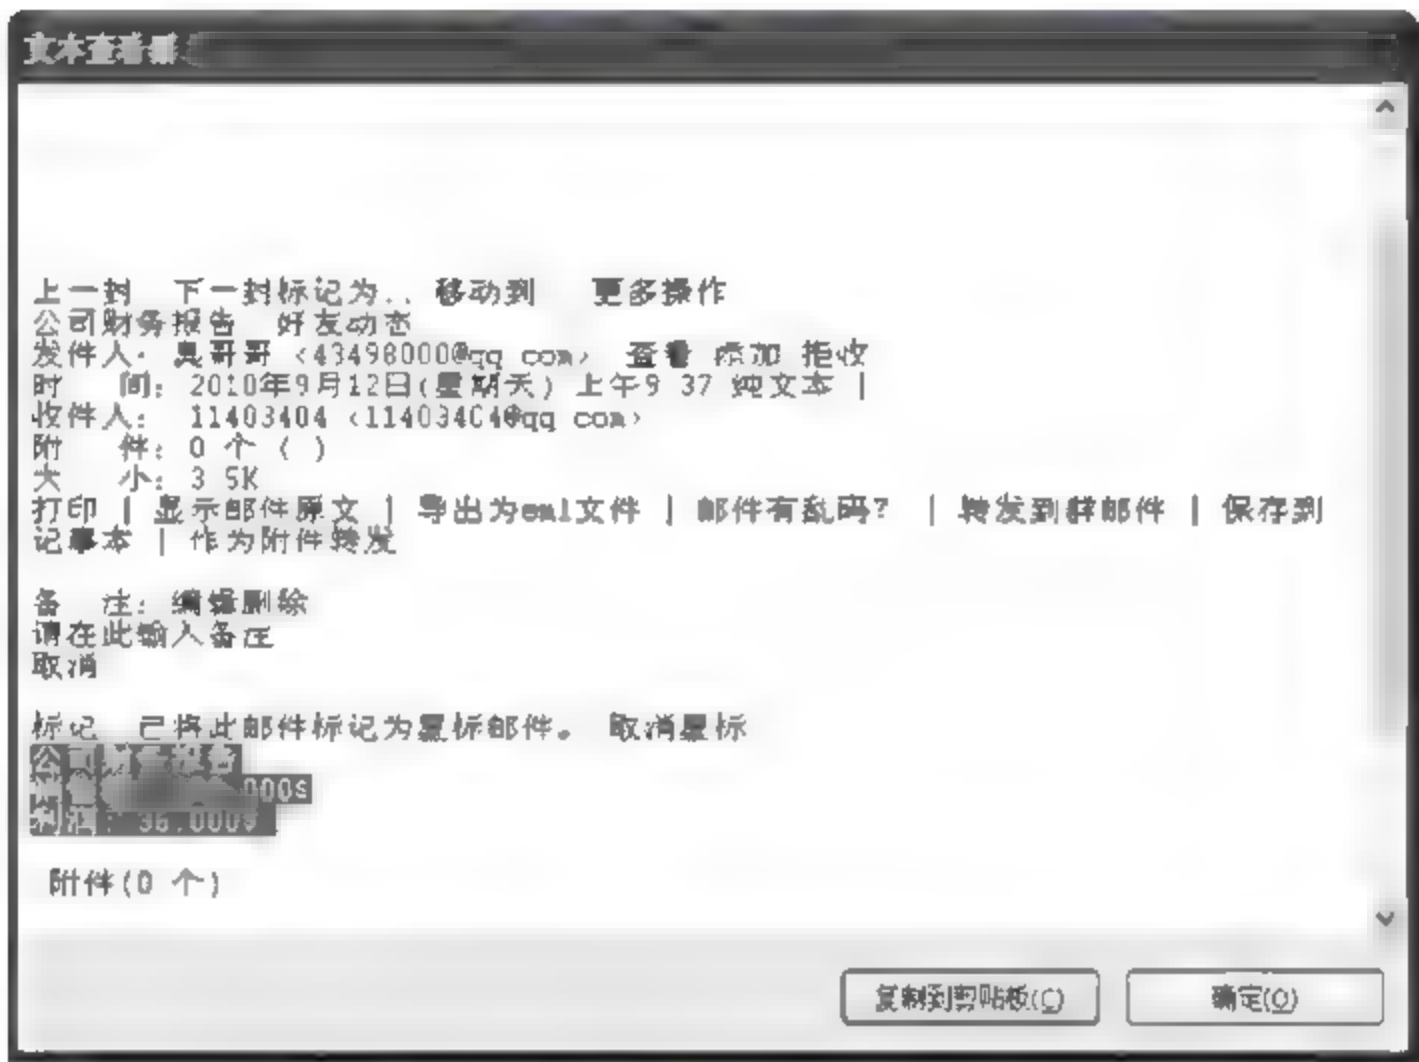 文本查看器
上一封 下一封标记为.. 移动到 更多操作
公司财务报告 好友动态
发件人: 臭哥哥 <43498000@qq com> 查看 添加 拒收
时 间: 2010年9月12日(星期天) 上午9 37 纯文本 |
收件人: 11403404 <11403404@qq com>
附 件: 0 个 ( )
大 小: 3 5K
打印 | 显示邮件原文 | 导出为eml文件 | 邮件有乱码? | 转发到群邮件 | 保存到
记事本 | 作为附件转发
备 注: 编辑删除
请在此输入备注
取消
标记 已将此邮件标记为星标邮件。 取消星标
公司财务报告
000$
利润: 36.000$
附件(0 个)
复制到剪贴板(C)
确定(O)